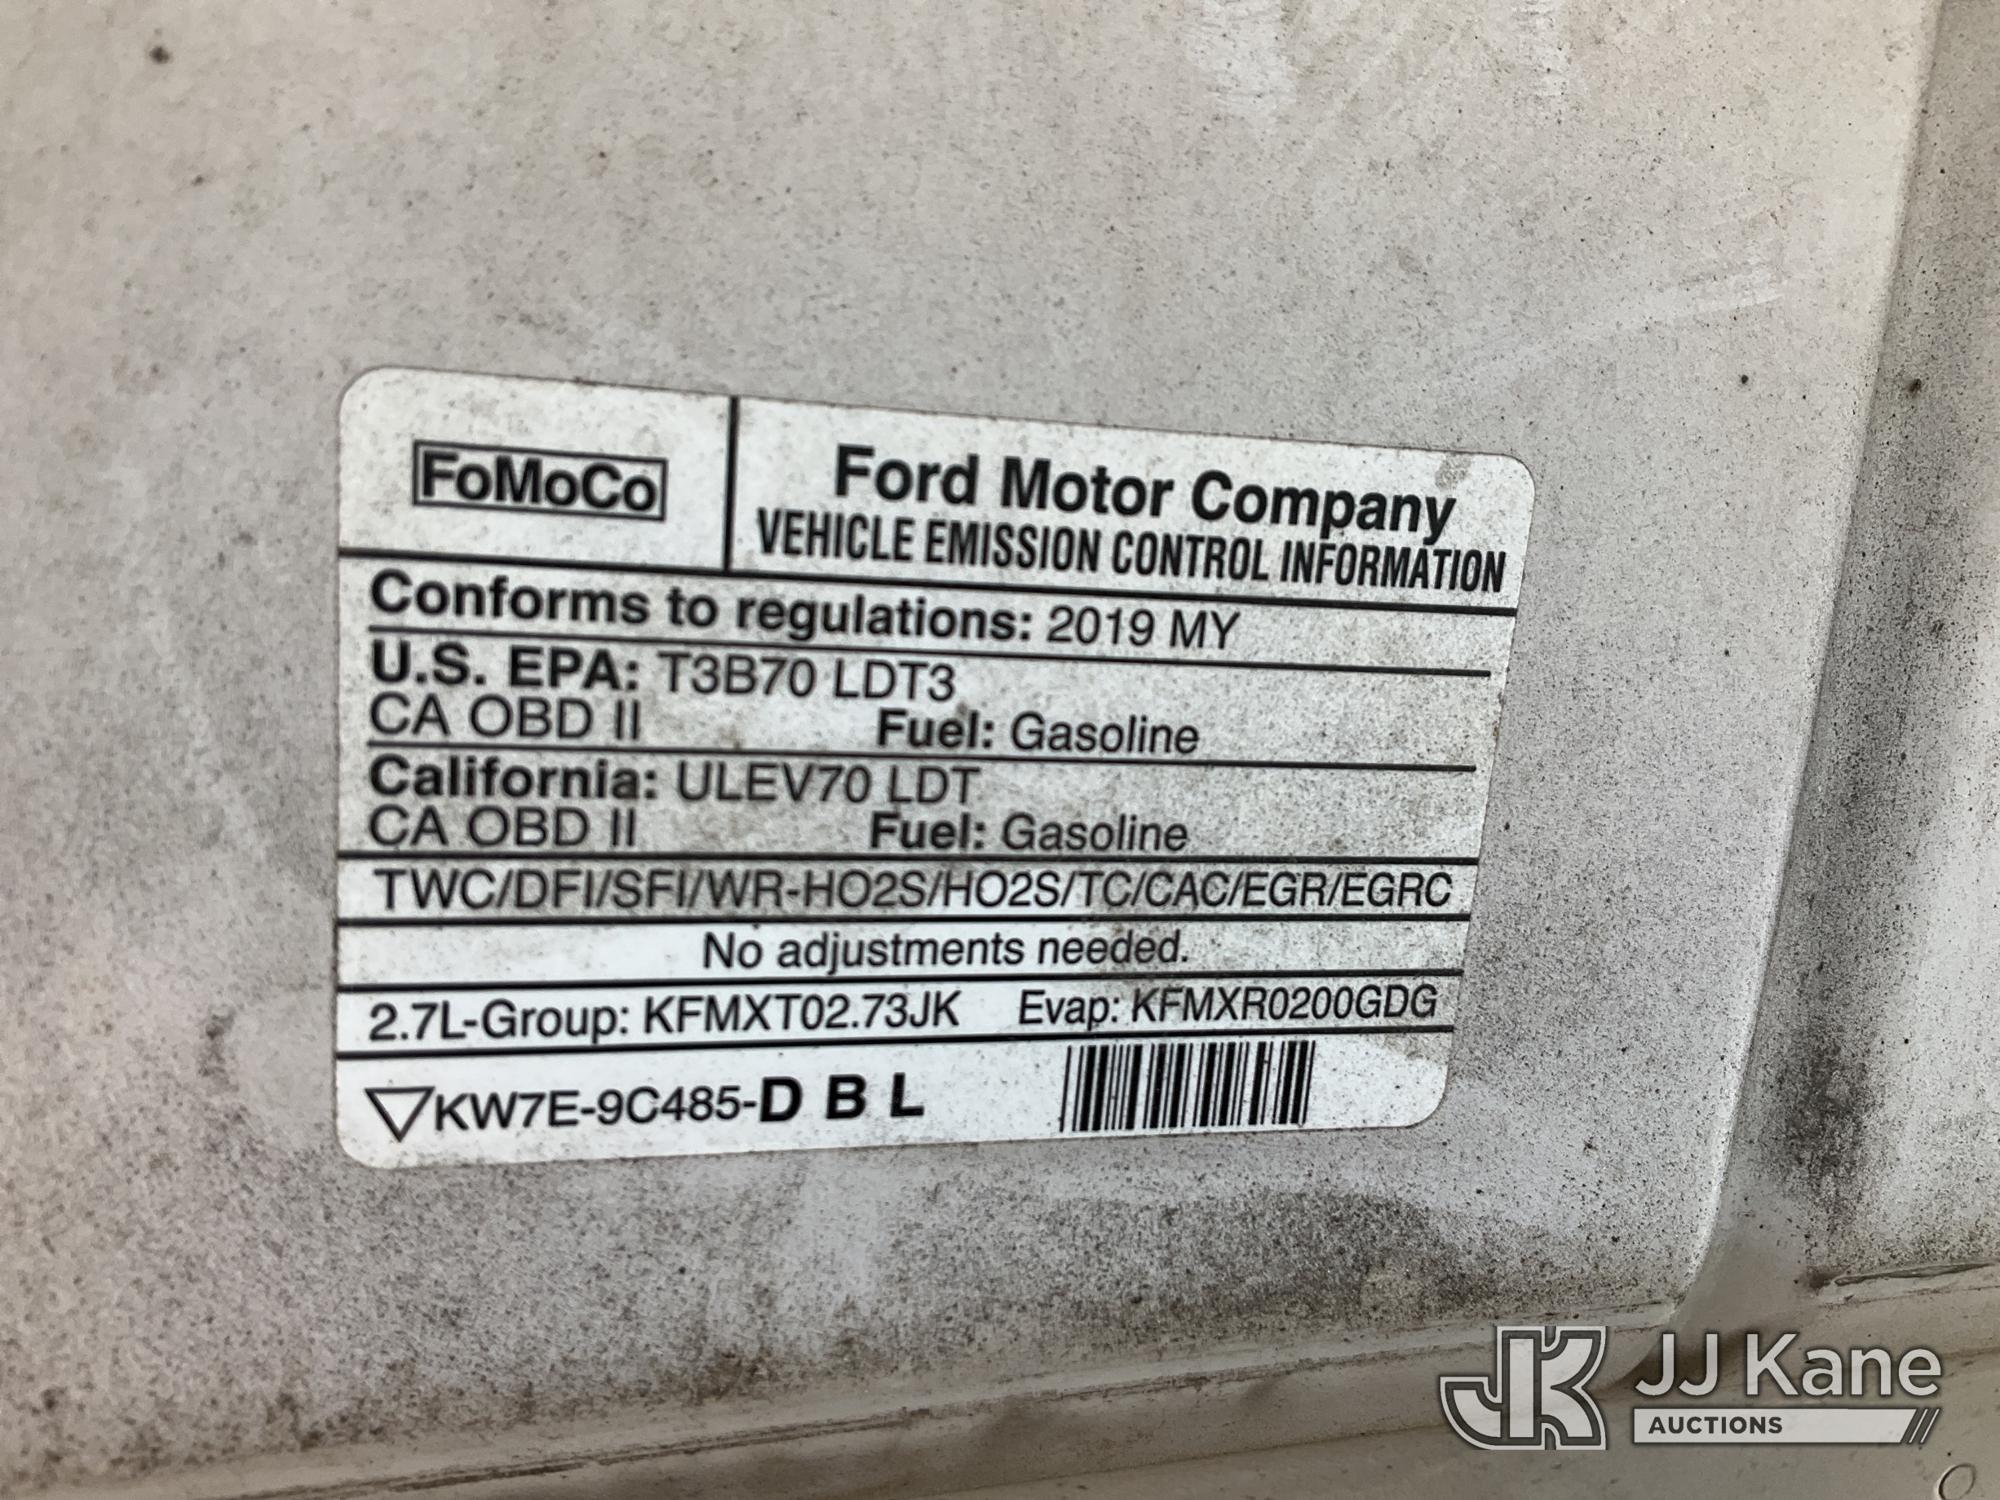 FoMoCo
Ford Motor Company
VEHICLE EMISSION CONTROL INFORMATION
Conforms to regulations: 2019 MY
U.S. EPA: T3B70 LDT3
CA OBD II Fuel: Gasoline
California: ULEV70 LDT
CA OBD II Fuel: Gasoline
TWC/DFI/SFI/WR-HO2S/HO2S/TC/CAC/EGR/EGRC
No adjustments needed.
2.7L-Group: KFMXT02.73JK Evap: KFMXR0200GDG
KW7E-9C485-D B L
JK JJ Kane
AUCTIONS